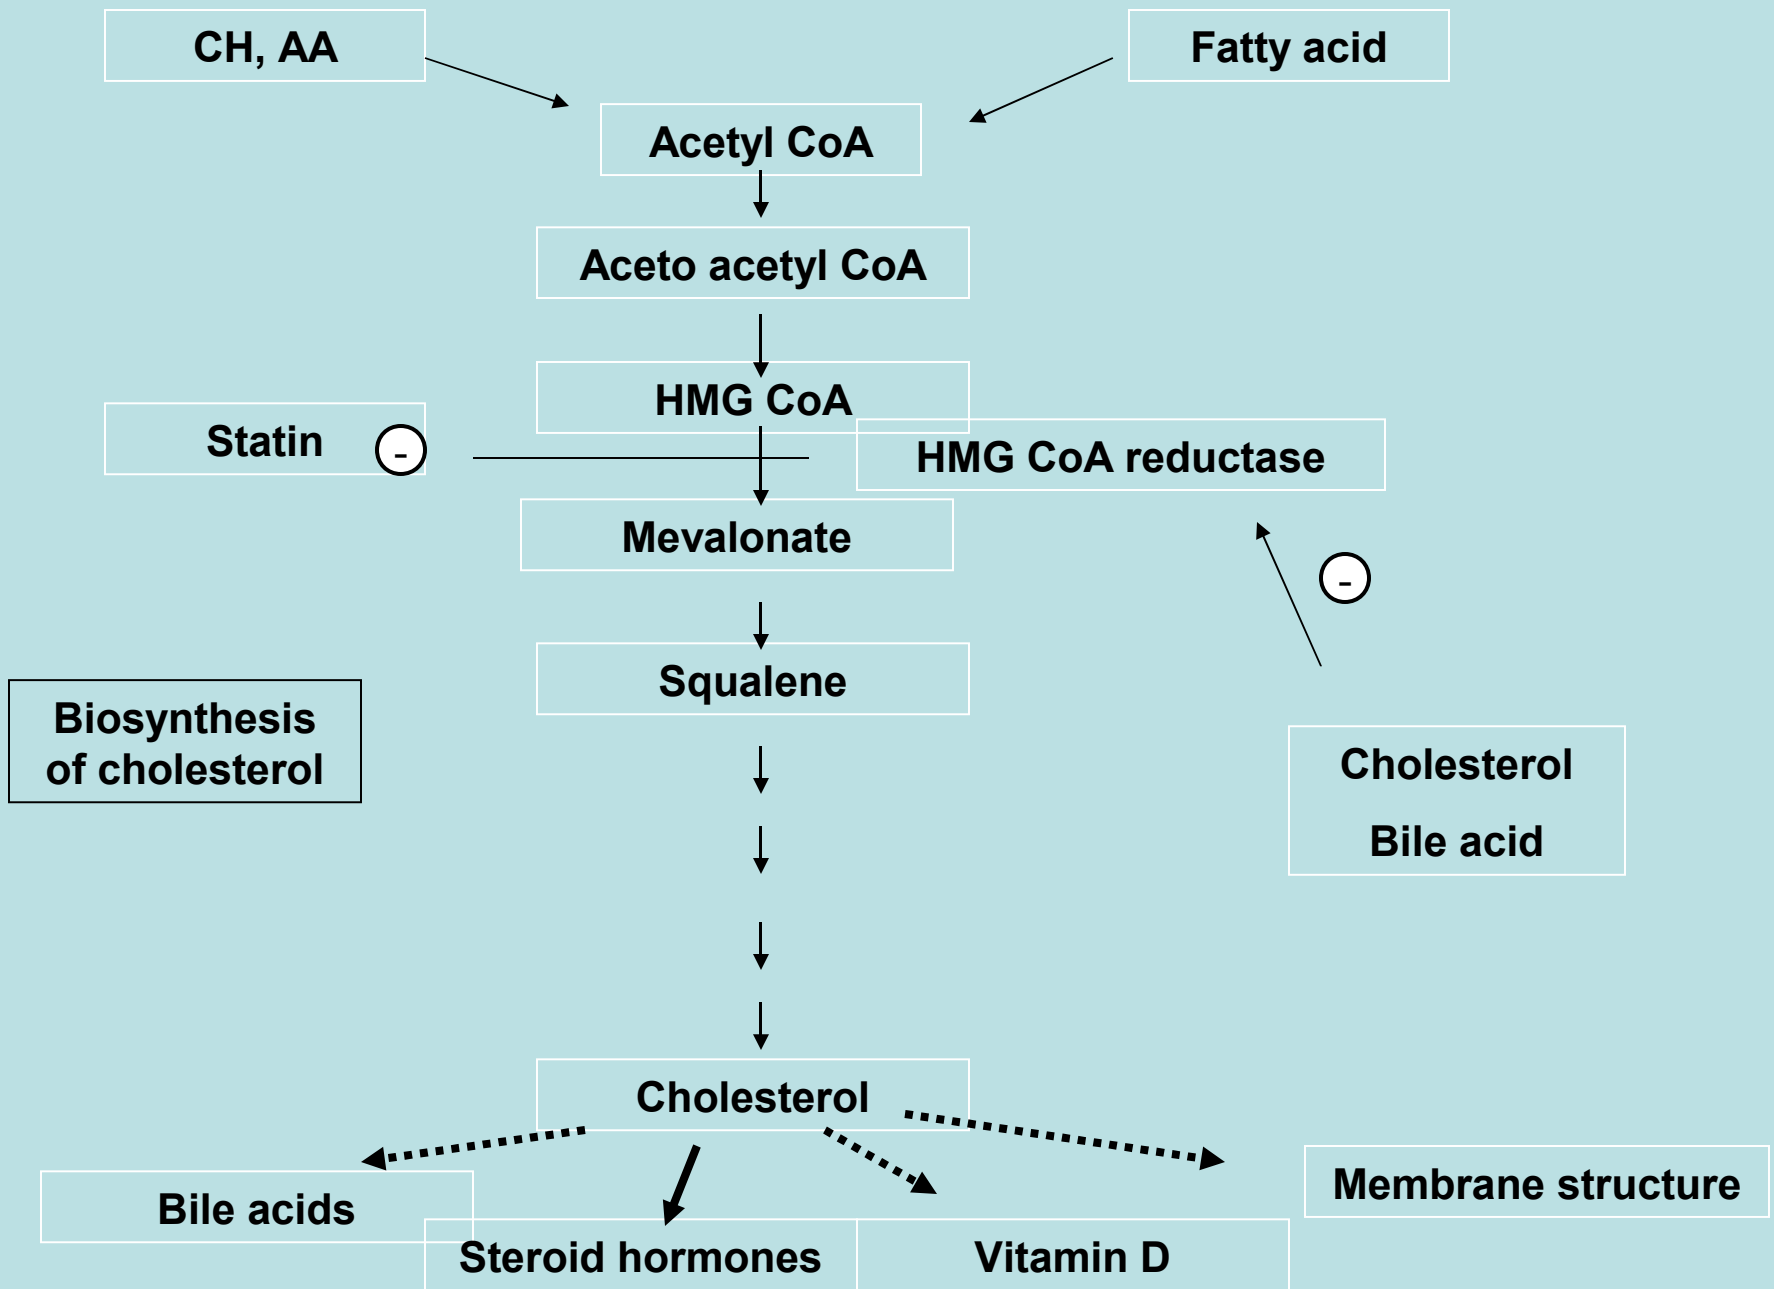 CH, AA
Fatty acid
Acetyl CoA
Aceto acetyl CoA
HMG CoA
Statin
-
HMG CoA reductase
Mevalonate
-
Squalene
Biosynthesis
of cholesterol
Cholesterol
Bile acid
Cholesterol
Bile acids
Steroid hormones
Vitamin D
Membrane structure